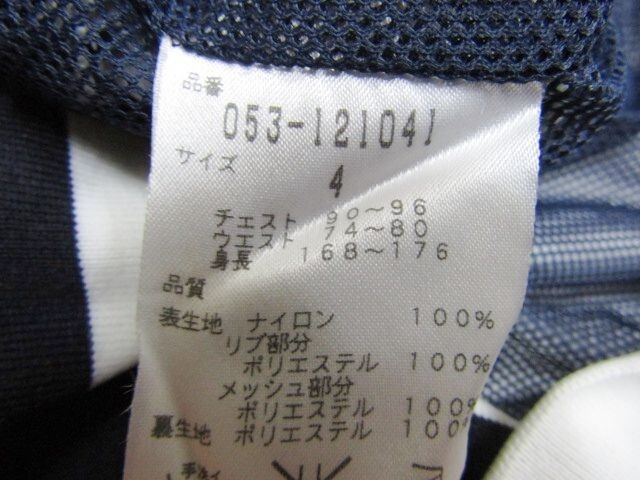 品番
053-121041
サイズ
4
チェスト 90～96
ウエスト 74～80
身長 168～176
品質
表生地 ナイロン 100%
リブ部分
ポリエステル 100%
メッシュ部分
ポリエステル 100%
裏生地 ポリエステル 100%